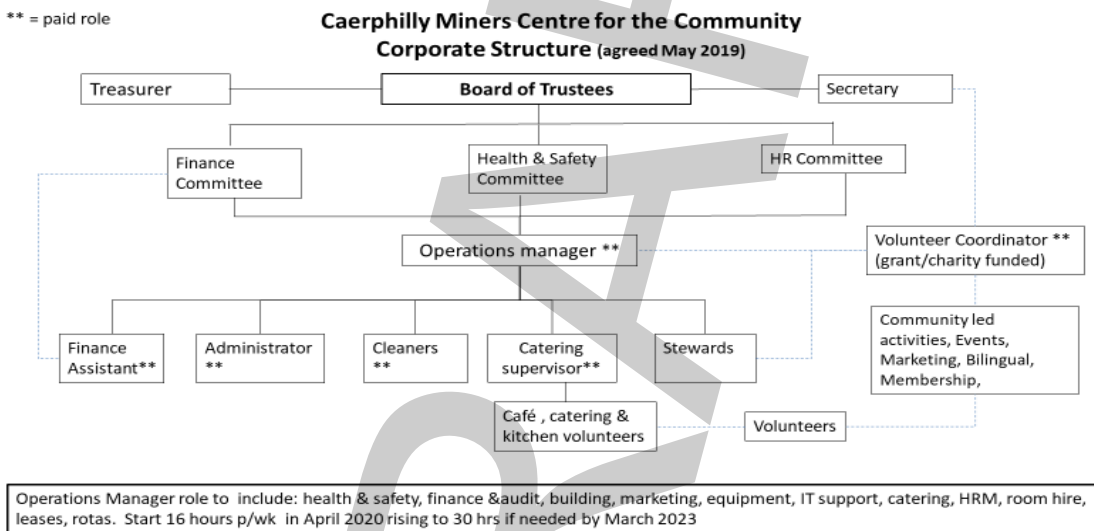 ** = paid role
Caerphilly Miners Centre for the Community
Corporate Structure (agreed May 2019)
Treasurer
Board of Trustees
Secretary
Finance
Committee
Health & Safety
Committee
HR Committee
Operations manager **
Volunteer Coordinator **
(grant/charity funded)
Finance
Assistant**
Administrator
**
Cleaners
**
Catering
supervisor**
Stewards
Community led
activities, Events,
Marketing, Bilingual,
Membership,
Café , catering &
kitchen volunteers
Volunteers
Operations Manager role to include: health & safety, finance &audit, building, marketing, equipment, IT support, catering, HRM, room hire,
leases, rotas. Start 16 hours p/wk in April 2020 rising to 30 hrs if needed by March 2023